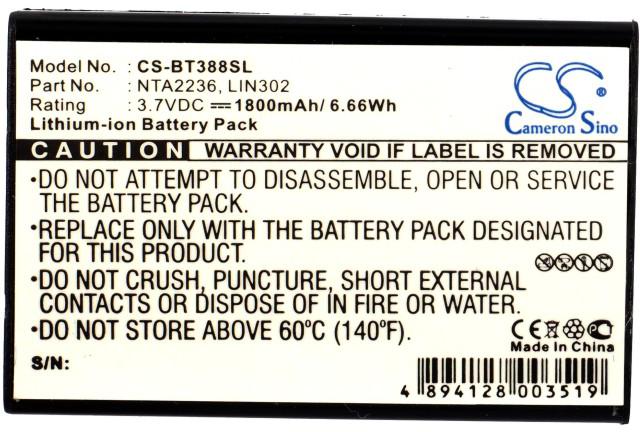 Model No. : CS-BT388SL
Part No. : NTA2236, LIN302
Rating : 3.7VDC ⎓ 1800mAh/ 6.66Wh
Lithium-ion Battery Pack
CS
Cameron Sino
CAUTION WARRANTY VOID IF LABEL IS REMOVED
•DO NOT ATTEMPT TO DISASSEMBLE, OPEN OR SERVICE
THE BATTERY PACK.
•REPLACE ONLY WITH THE BATTERY PACK DESIGNATED
FOR THIS PRODUCT.
•DO NOT CRUSH, PUNCTURE, SHORT EXTERNAL
CONTACTS OR DISPOSE OF IN FIRE OR WATER.
•DO NOT STORE ABOVE 60°C (140°F).
CE
Made In China
S/N:
4 894128 003519